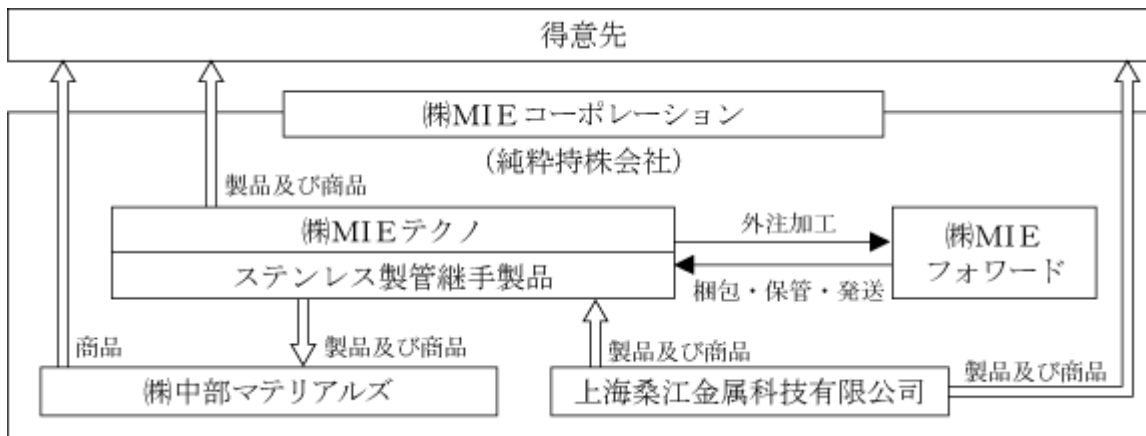 得意先
㈱MIEコーポレーション
(純粋持株会社)
製品及び商品
㈱MIEテクノ
ステンレス製管継手製品
外注加工
梱包・保管・発送
㈱MIE
フォワード
商品
製品及び商品
製品及び商品
製品及び商品
㈱中部マテリアルズ
上海桑江金属科技有限公司